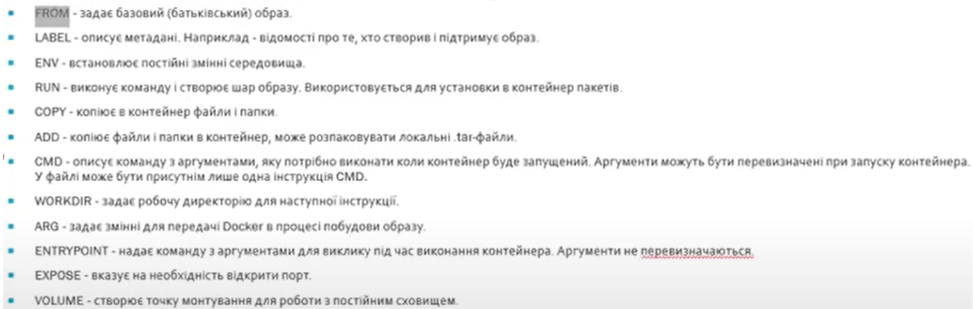 FROM - задає базовий (батьківський) образ.
LABEL - описує метадані. Наприклад - відомості про те, хто створив і підтримує образ.
ENV - встановлює постійні змінні середовища.
RUN - виконує команду і створює шар образу. Використовується для установки в контейнер пакетів.
COPY - копіює в контейнер файли і папки.
ADD - копіює файли і папки в контейнер, може розпаковувати локальні .tar-файли.
CMD - описує команду з аргументами, яку потрібно виконати коли контейнер буде запущений. Аргументи можуть бути перевизначені при запуску контейнера.
У файлі може бути присутнім лише одна інструкція CMD.
WORKDIR - задає робочу директорію для наступної інструкції.
ARG - задає змінні для передачі Docker в процесі побудови образу.
ENTRYPOINT - надає команду з аргументами для виклику під час виконання контейнера. Аргументи не перевизначаються.
EXPOSE - вказує на необхідність відкрити порт.
VOLUME - створює точку монтування для роботи з постійним сховищем.